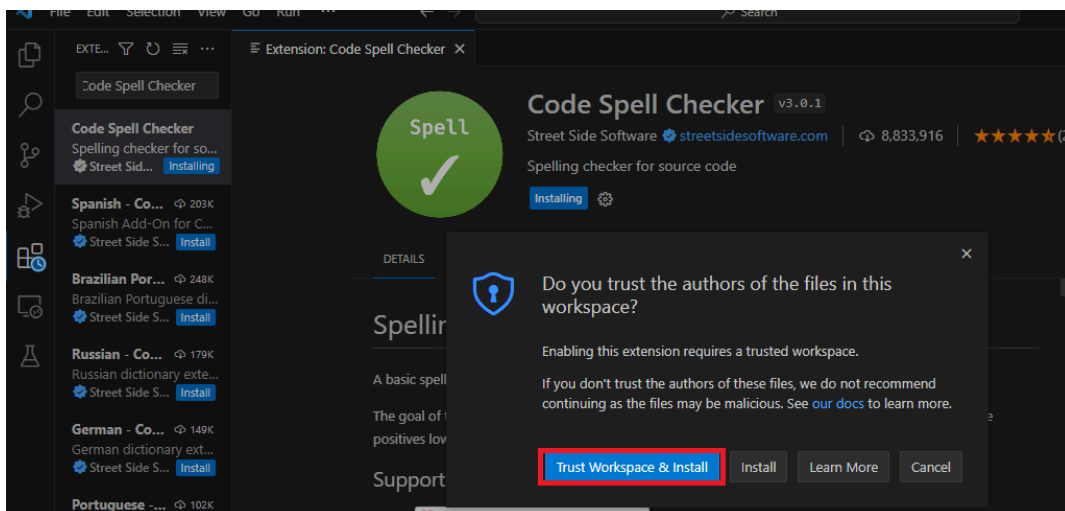 File Edit Selection View Go Run ... Search
EXTE...
Extension: Code Spell Checker
Code Spell Checker
Code Spell Checker
Spelling checker for so...
Street Sid... Installing
Spanish - Co... 203K
Spanish Add-On for C...
Street Side S... Install
Brazilian Por... 248K
Brazilian Portuguese di...
Street Side S... Install
Russian - Co... 179K
Russian dictionary exte...
Street Side S... Install
German - Co... 149K
German dictionary ext...
Street Side S... Install
Portuguese -... 102K
Spell
Code Spell Checker v3.0.1
Street Side Software streetsidesoftware.com 8,833,916
Spelling checker for source code
Installing
DETAILS
A basic spell
The goal of
positives low
Support
Do you trust the authors of the files in this
workspace?
Enabling this extension requires a trusted workspace.
If you don't trust the authors of these files, we do not recommend
continuing as the files may be malicious. See our docs to learn more.
Trust Workspace & Install Install Learn More Cancel